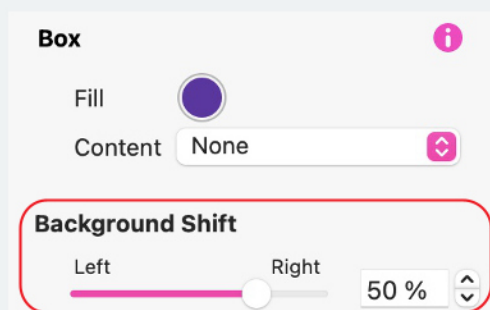 Box
Fill
Content None
Background Shift
Left Right
50 %